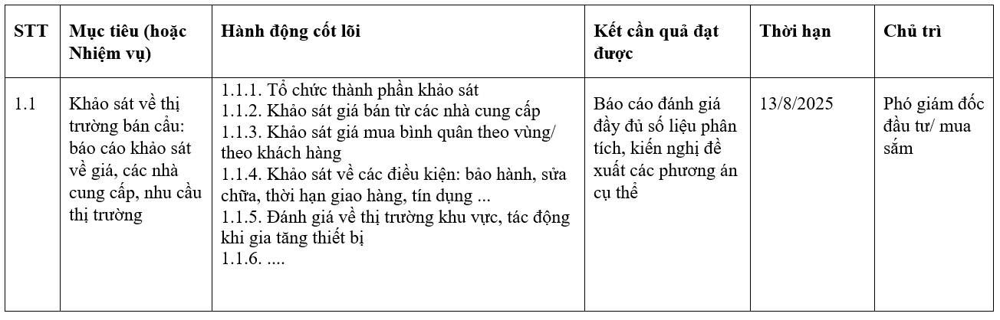 STT
Mục tiêu (hoặc
Nhiệm vụ)
Hành động cốt lõi
Kết cần quả đạt
được
Thời hạn
Chủ trì
1.1
Khảo sát về thị
trường bán cẩu:
báo cáo khảo sát
về giá, các nhà
cung cấp, nhu cầu
thị trường
1.1.1. Tổ chức thành phần khảo sát
1.1.2. Khảo sát giá bán từ các nhà cung cấp
1.1.3. Khảo sát giá mua bình quân theo vùng/
theo khách hàng
1.1.4. Khảo sát về các điều kiện: bảo hành, sửa
chữa, thời hạn giao hàng, tín dụng ...
1.1.5. Đánh giá về thị trường khu vực, tác động
khi gia tăng thiết bị
1.1.6. ....
Báo cáo đánh giá
đầy đủ số liệu phân
tích, kiến nghị đề
xuất các phương án
cụ thể
13/8/2025
Phó giám đốc
đầu tư/ mua
sắm